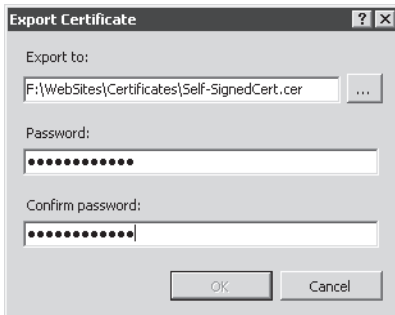 Export Certificate
Export to:
F:\WebSites\Certificates\Self-SignedCert.cer
...
Password:
●●●●●●●●●●●●
Confirm password:
●●●●●●●●●●●●
OK
Cancel